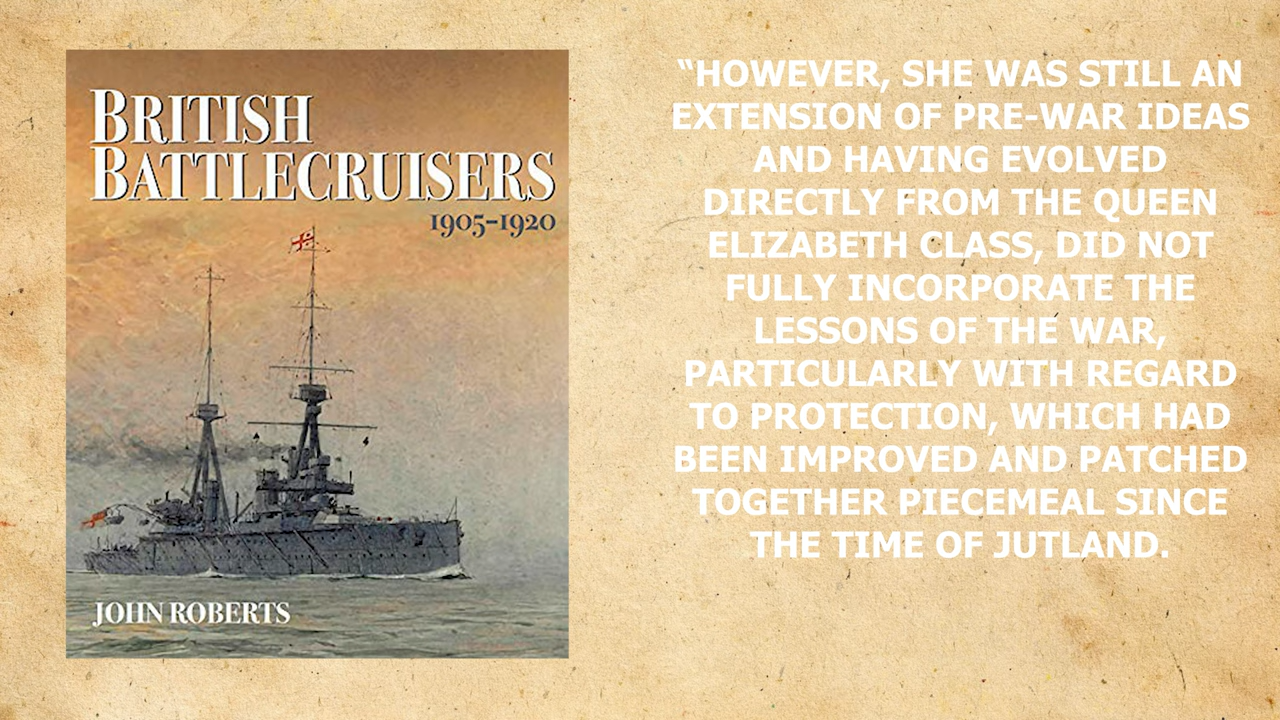 BRITISH
BATTLECRUISERS
1905–1920
JOHN ROBERTS
“HOWEVER, SHE WAS STILL AN
EXTENSION OF PRE-WAR IDEAS
AND HAVING EVOLVED
DIRECTLY FROM THE QUEEN
ELIZABETH CLASS, DID NOT
FULLY INCORPORATE THE
LESSONS OF THE WAR,
PARTICULARLY WITH REGARD
TO PROTECTION, WHICH HAD
BEEN IMPROVED AND PATCHED
TOGETHER PIECEMEAL SINCE
THE TIME OF JUTLAND.